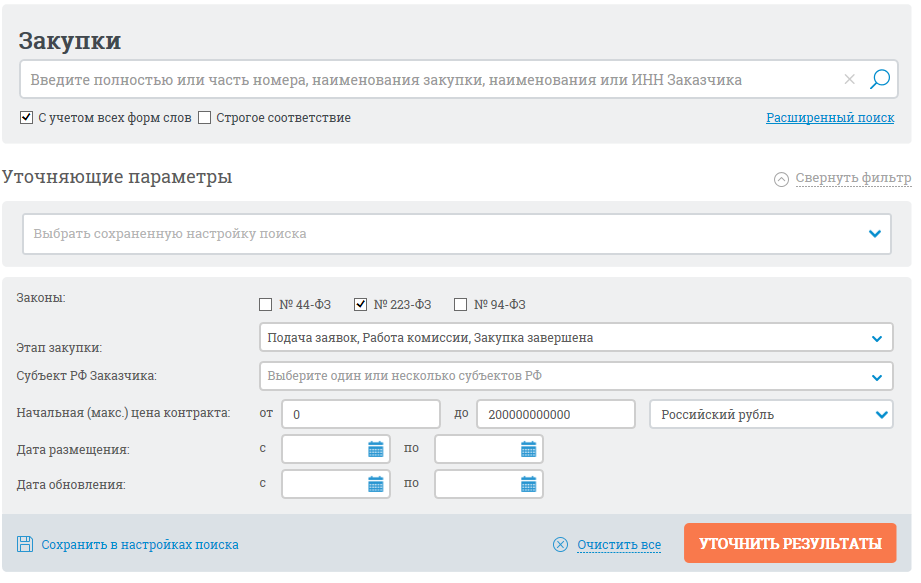 Закупки
Введите полностью или часть номера, наименования закупки, наименования или ИНН Заказчика
С учетом всех форм слов Строгое соответствие Расширенный поиск
Уточняющие параметры Свернуть фильтр
Выбрать сохраненную настройку поиска
Законы: № 44-ФЗ № 223-ФЗ № 94-ФЗ
Этап закупки: Подача заявок, Работа комиссии, Закупка завершена
Субъект РФ Заказчика: Выберите один или несколько субъектов РФ
Начальная (макс.) цена контракта: от 0 до 200000000000 Российский рубль
Дата размещения: с по
Дата обновления: с по
Сохранить в настройках поиска Очистить все УТОЧНИТЬ РЕЗУЛЬТАТЫ